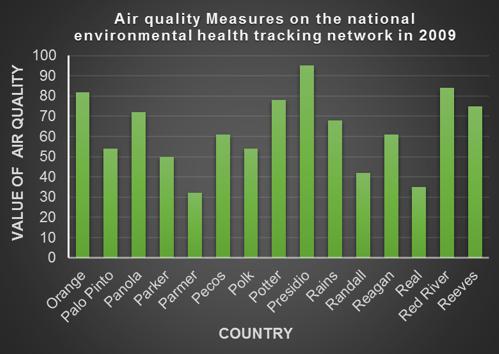 Air quality Measures on the national
environmental health tracking network in 2009
VALUE OF AIR QUALITY
100
90
80
70
60
50
40
30
20
10
0
Orange
Palo Pinto
Panola
Parker
Parmer
Pecos
Polk
Potter
Presidio
Rains
Randall
Reagan
Real
Red River
Reeves
COUNTRY